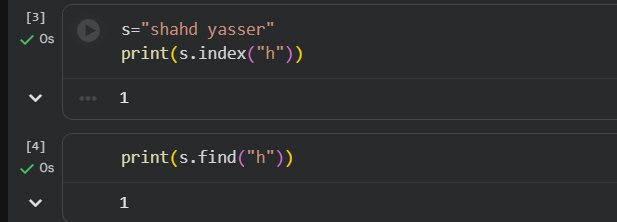 [3]
0s
s="shahd yasser"
print(s.index("h"))
1
[4]
0s
print(s.find("h"))
1